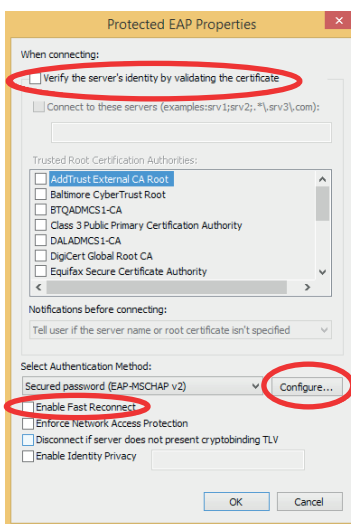 Protected EAP Properties
When connecting:
Verify the server's identity by validating the certificate
Connect to these servers (examples:srv1;srv2;.*\.srv3\.com):
Trusted Root Certification Authorities:
AddTrust External CA Root
Baltimore CyberTrust Root
BTQADMCS1-CA
Class 3 Public Primary Certification Authority
DALADMCS1-CA
DigiCert Global Root CA
Equifax Secure Certificate Authority
Notifications before connecting:
Tell user if the server name or root certificate isn't specified
Select Authentication Method:
Secured password (EAP-MSCHAP v2) Configure...
Enable Fast Reconnect
Enforce Network Access Protection
Disconnect if server does not present cryptobinding TLV
Enable Identity Privacy
OK Cancel